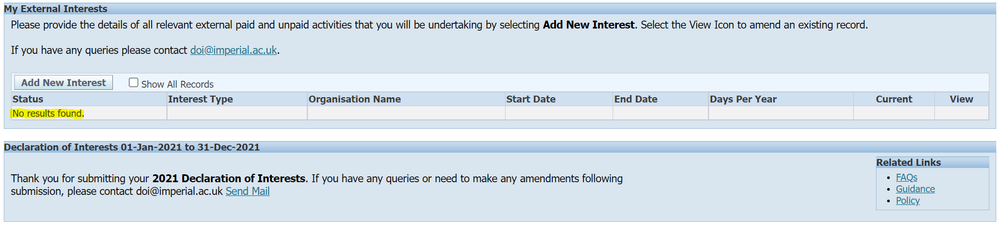 My External Interests
Please provide the details of all relevant external paid and unpaid activities that you will be undertaking by selecting Add New Interest. Select the View Icon to amend an existing record.
If you have any queries please contact doi@imperial.ac.uk.
Add New Interest Show All Records
Status Interest Type Organisation Name Start Date End Date Days Per Year Current View
No results found.
Declaration of Interests 01-Jan-2021 to 31-Dec-2021
Thank you for submitting your 2021 Declaration of Interests. If you have any queries or need to make any amendments following
submission, please contact doi@imperial.ac.uk Send Mail
Related Links
• FAQs
• Guidance
• Policy